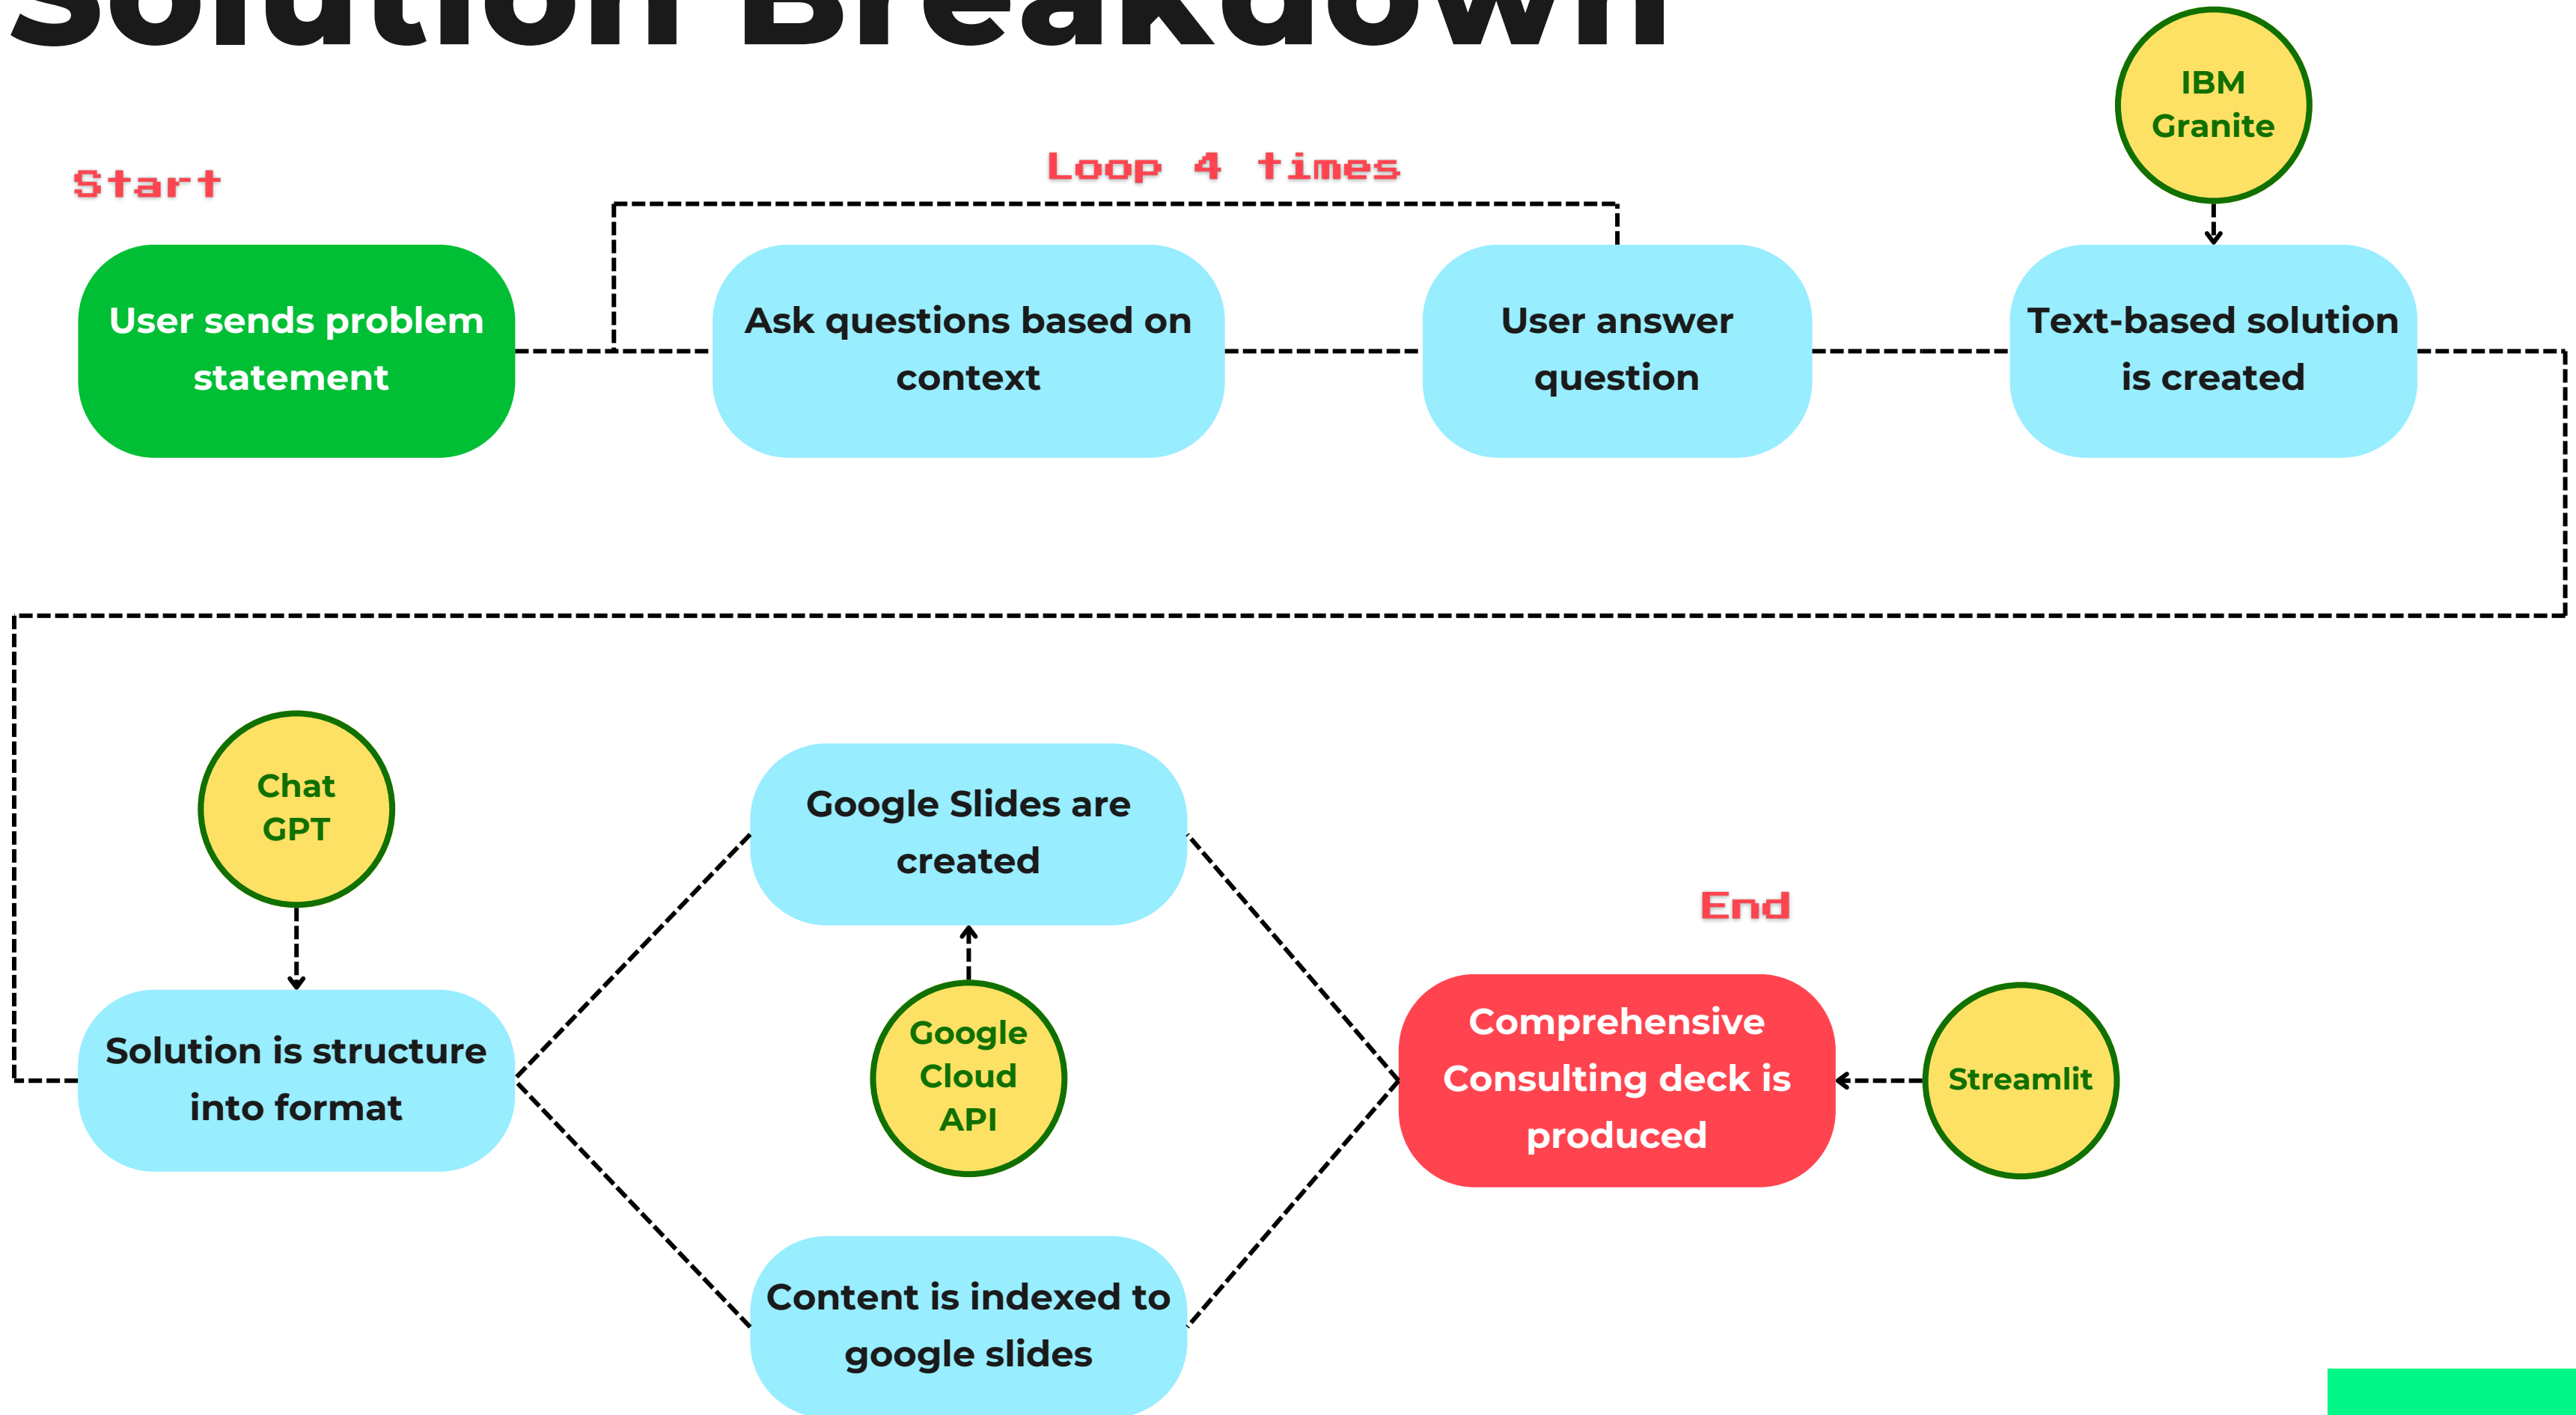 Solution Breakdown
IBM
Granite
Start
Loop 4 times
User sends problem
statement
Ask questions based on
context
User answer
question
Text-based solution
is created
Chat
GPT
Google Slides are
created
End
Solution is structure
into format
Google
Cloud
API
Comprehensive
Consulting deck is
produced
Streamlit
Content is indexed to
google slides